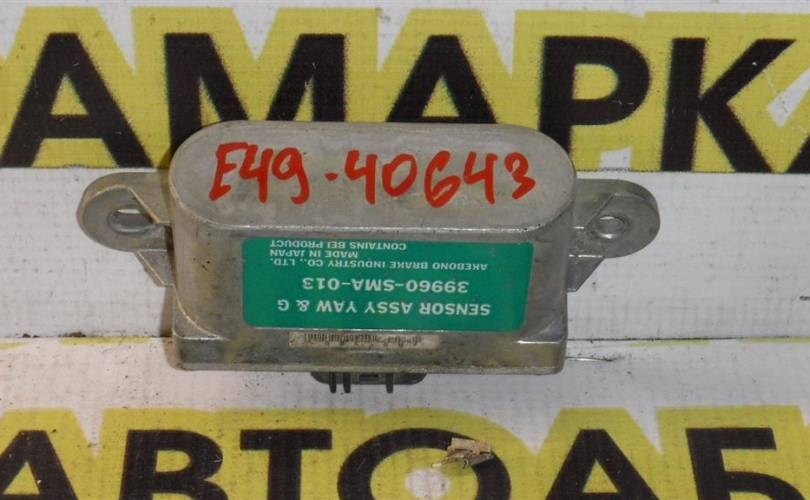 АМАРК
E49-40643
SENSOR ASSY YAW & G
39960-SMA-013
AKEBONO BRAKE INDUSTRY CO., LTD.
MADE IN JAPAN
CONTAINS BEI PRODUCT
АВТОАБ